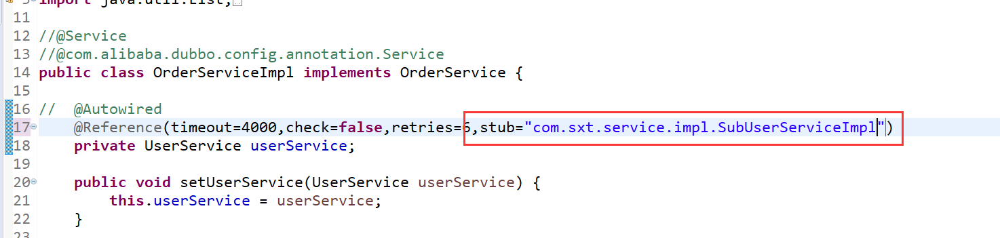 import java.util.List;
11
12 //@Service
13 //@com.alibaba.dubbo.config.annotation.Service
14 public class OrderServiceImpl implements OrderService {
15
16 // @Autowired
17 @Reference(timeout=4000,check=false,retries=6,stub="com.sxt.service.impl.SubUserServiceImpl")
18 private UserService userService;
19
20 public void setUserService(UserService userService) {
21 this.userService = userService;
22 }
23